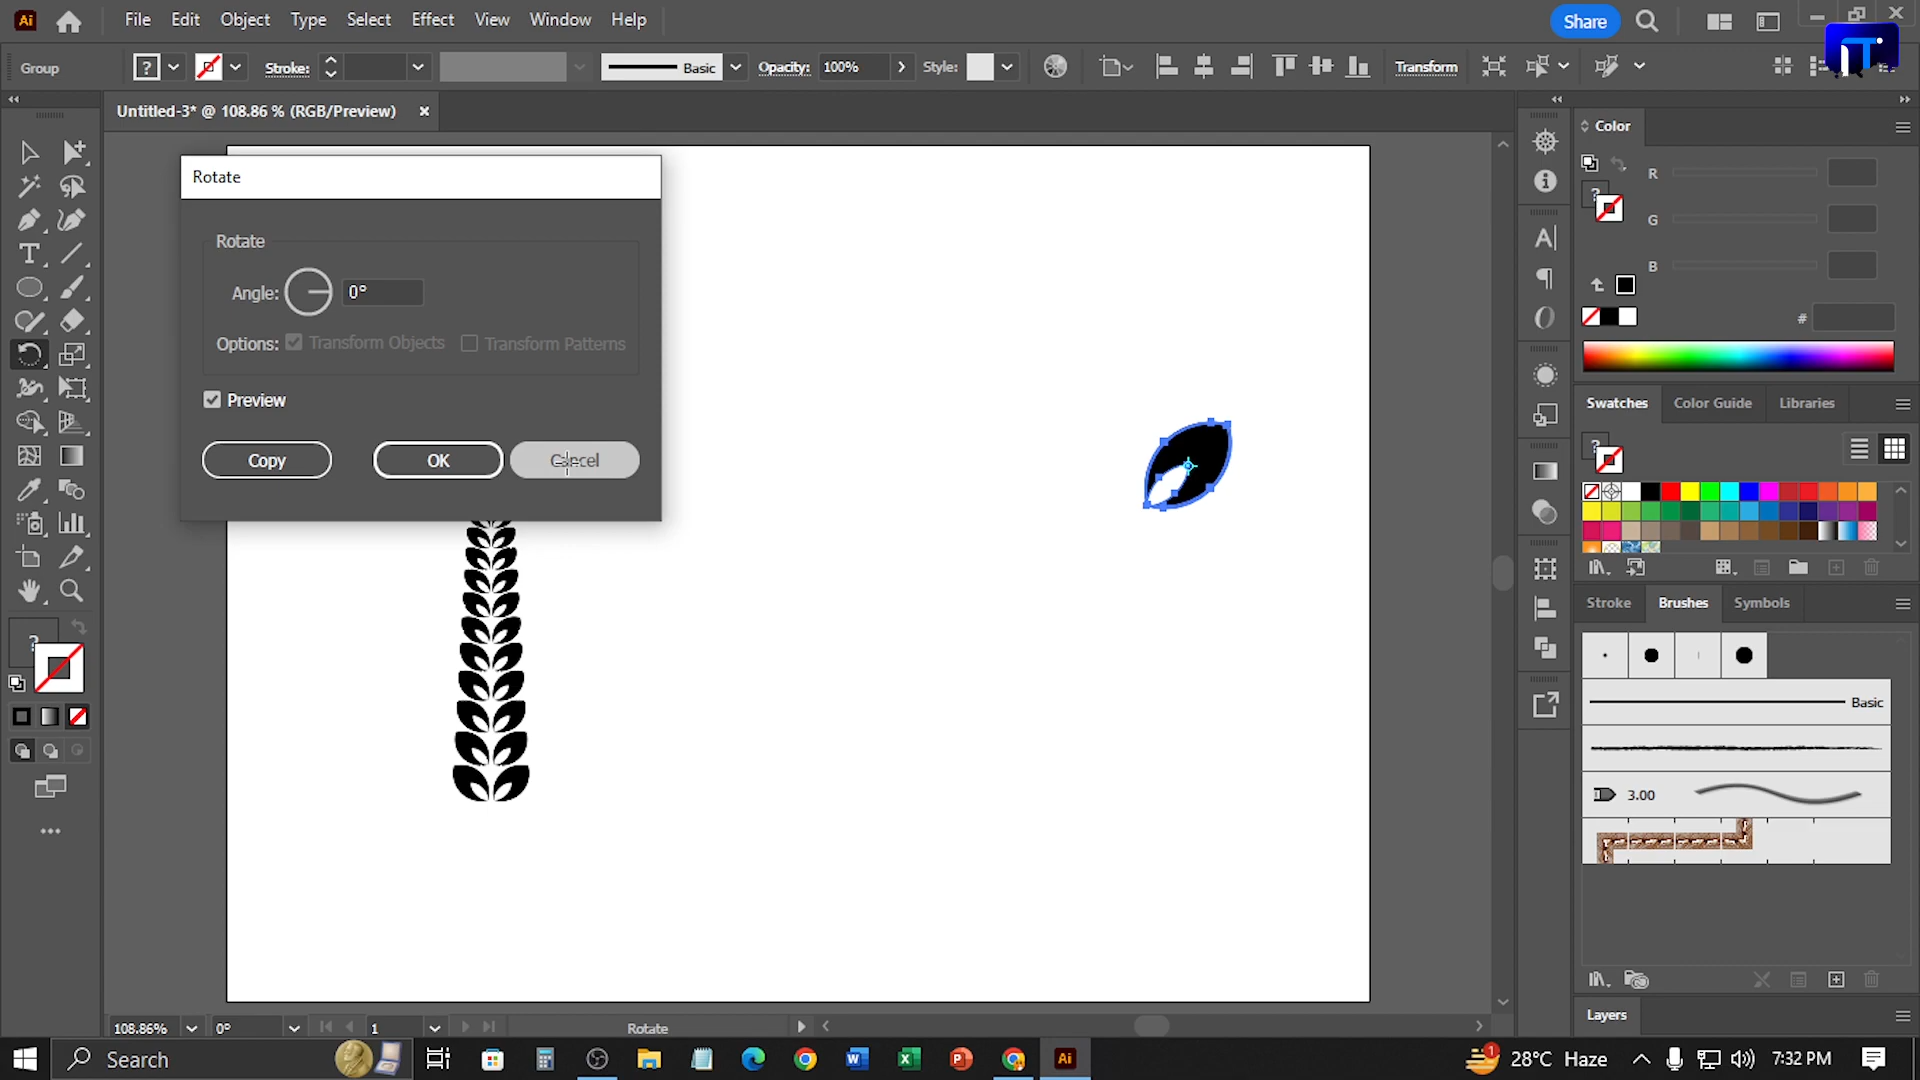 Ai File Edit Object Type Select Effect View Window Help Share
iT
Group ? Stroke: Basic Opacity: 100% Style: Transform
Untitled-3* @ 108.86 % (RGB/Preview)
Rotate
Rotate
Angle: 0°
Options: Transform Objects Transform Patterns
Preview
Copy OK Cancel
Color
R
G
B
#
Swatches Color Guide Libraries
Stroke Brushes Symbols
Basic
3.00
Layers
108.86% 0° 1 Rotate
Search 28°C Haze 7:32 PM